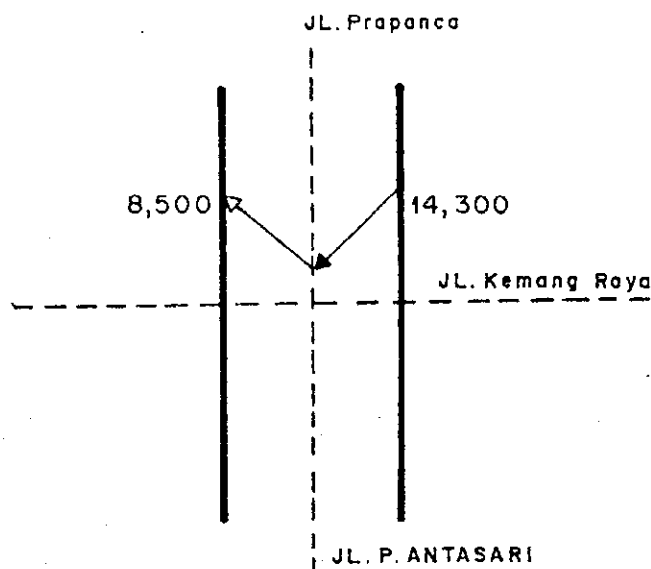 JL. Prapanca
8,500
14,300
JL. Kemang Raya
JL. P. ANTASARI